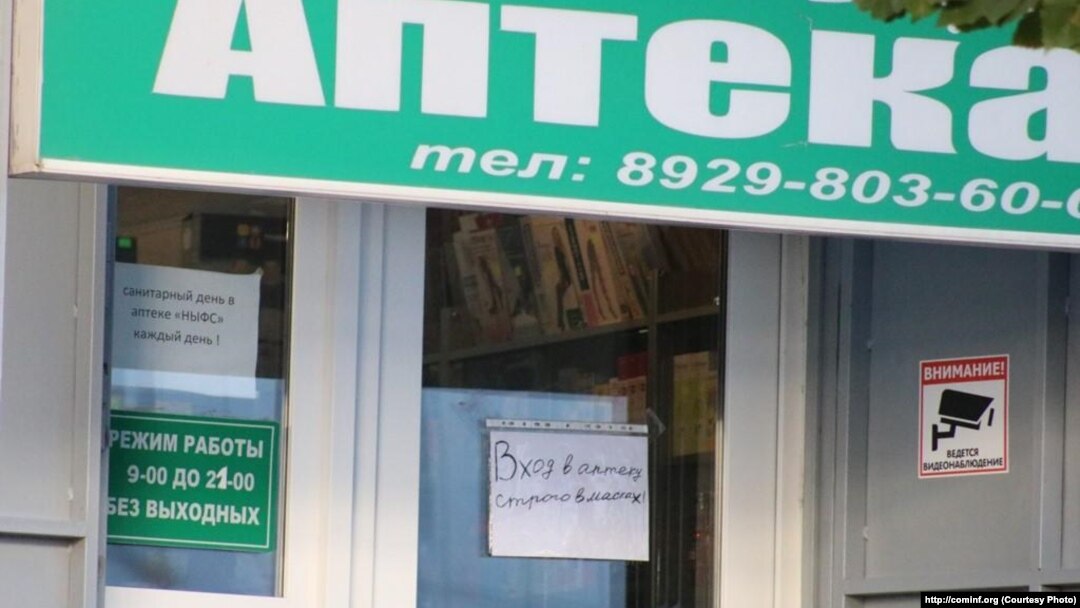 Аптека
тел: 8929-803-60-
санитарный день в
аптеке «НЫФС»
каждый день !
РЕЖИМ РАБОТЫ
9-00 ДО 21-00
БЕЗ ВЫХОДНЫХ
Вход в аптеку
строго в масках!
ВНИМАНИЕ!
ВЕДЕТСЯ
ВИДЕОНАБЛЮДЕНИЕ
http://cominf.org (Courtesy Photo)